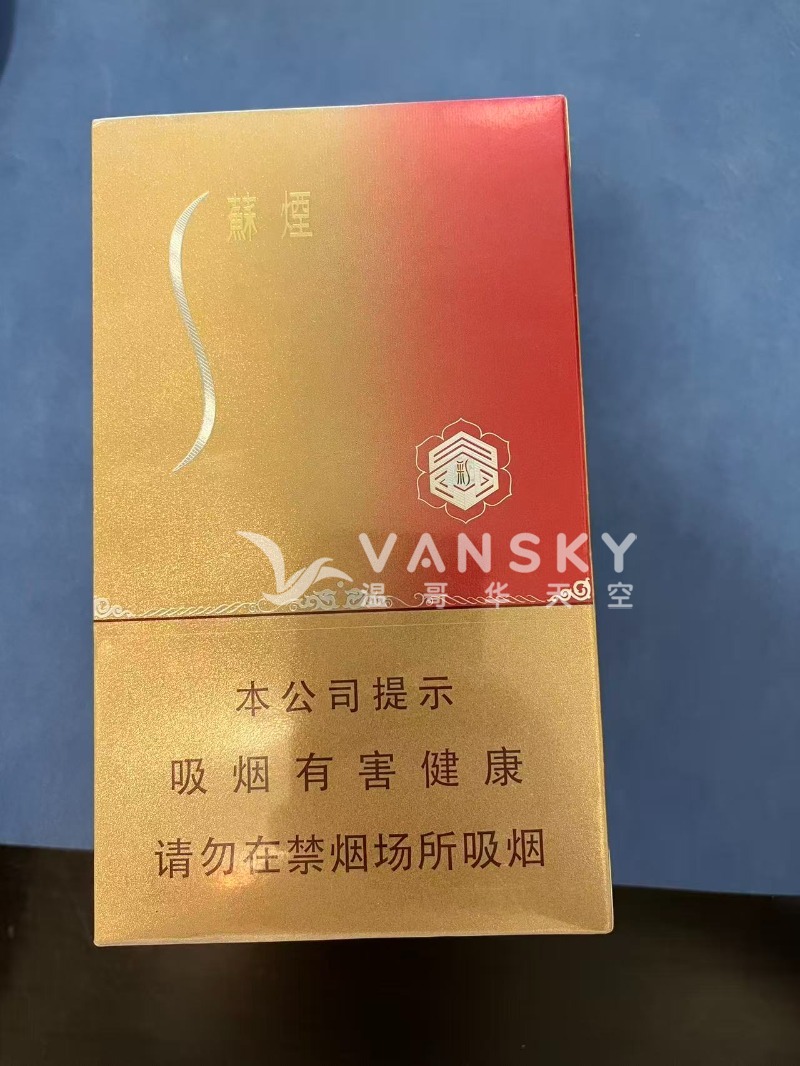 蘇煙
彩
VANSKY
温哥华天空
本公司提示
吸烟有害健康
请勿在禁烟场所吸烟